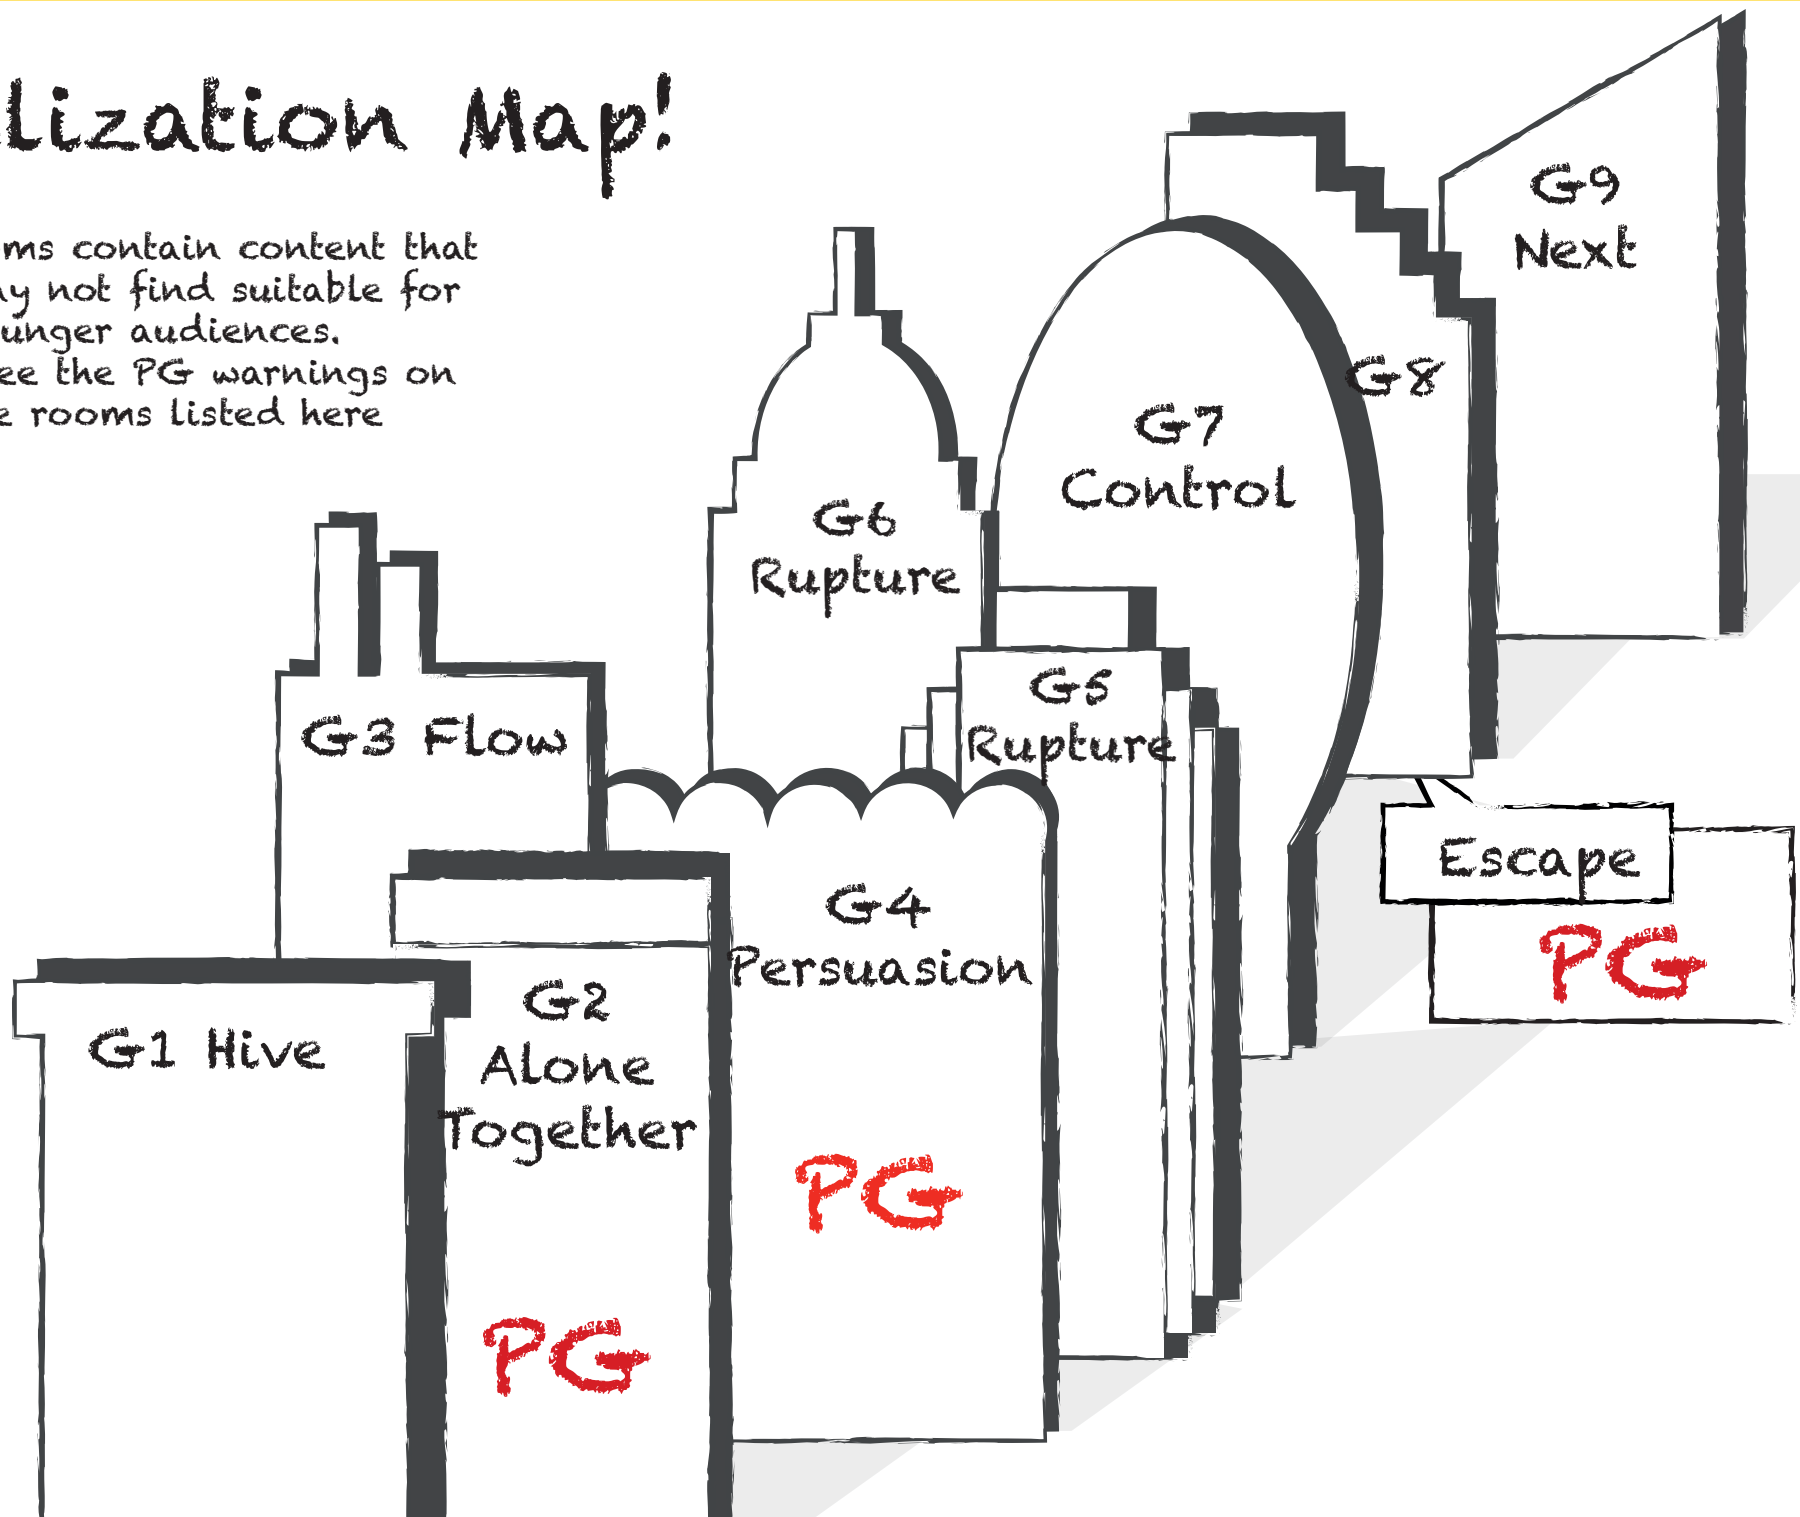 lization Map!
ms contain content that
ay not find suitable for
unger audiences.
ee the PG warnings on
e rooms listed here
G9
Next
G8
G7
Control
G6
Rupture
G5
Rupture
G3 Flow
Escape
PG
G4
Persuasion
PG
G2
Alone
Together
PG
G1 Hive